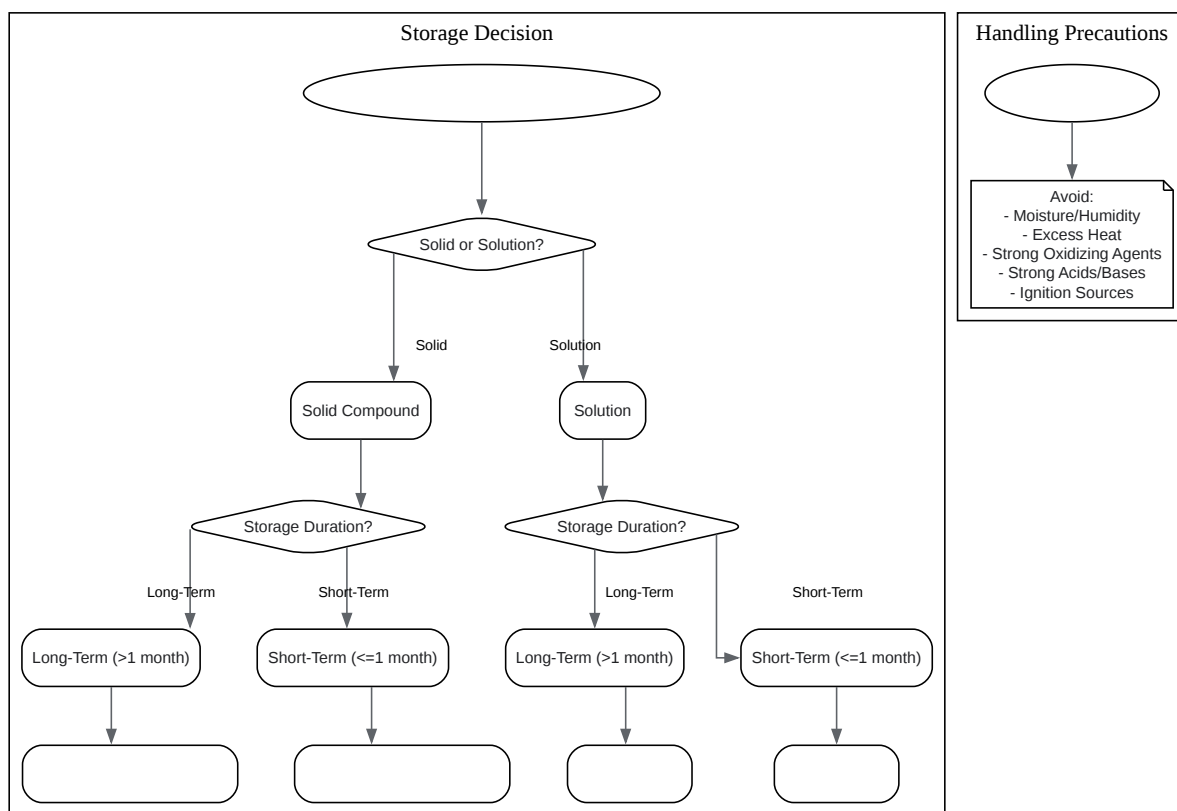 Storage Decision
Solid or Solution?
Solid
Solution
Solid Compound
Solution
Storage Duration?
Storage Duration?
Long-Term
Short-Term
Long-Term
Short-Term
Long-Term (>1 month)
Short-Term (<=1 month)
Long-Term (>1 month)
Short-Term (<=1 month)
Handling Precautions
Avoid:
- Moisture/Humidity
- Excess Heat
- Strong Oxidizing Agents
- Strong Acids/Bases
- Ignition Sources